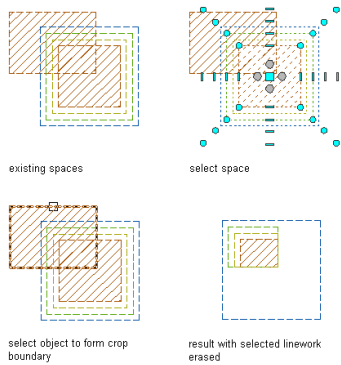 existing spaces
select space
select object to form crop
boundary
result with selected linework
erased